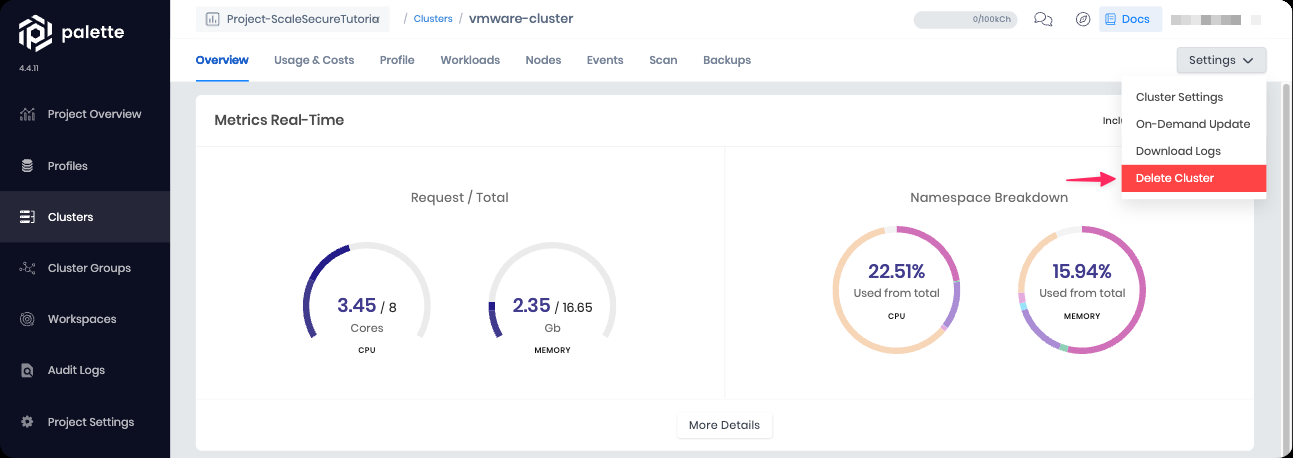 palette
4.4.11
Project Overview
Profiles
Clusters
Cluster Groups
Workspaces
Audit Logs
Project Settings
Project-ScaleSecureTutoria
/ Clusters / vmware-cluster
0/100kCh
Docs
Overview Usage & Costs Profile Workloads Nodes Events Scan Backups
Settings
Cluster Settings
On-Demand Update
Download Logs
Delete Cluster
Metrics Real-Time
Request / Total
3.45 / 8
Cores
CPU
2.35 / 16.65
Gb
MEMORY
Namespace Breakdown
22.51%
Used from total
CPU
15.94%
Used from total
MEMORY
More Details